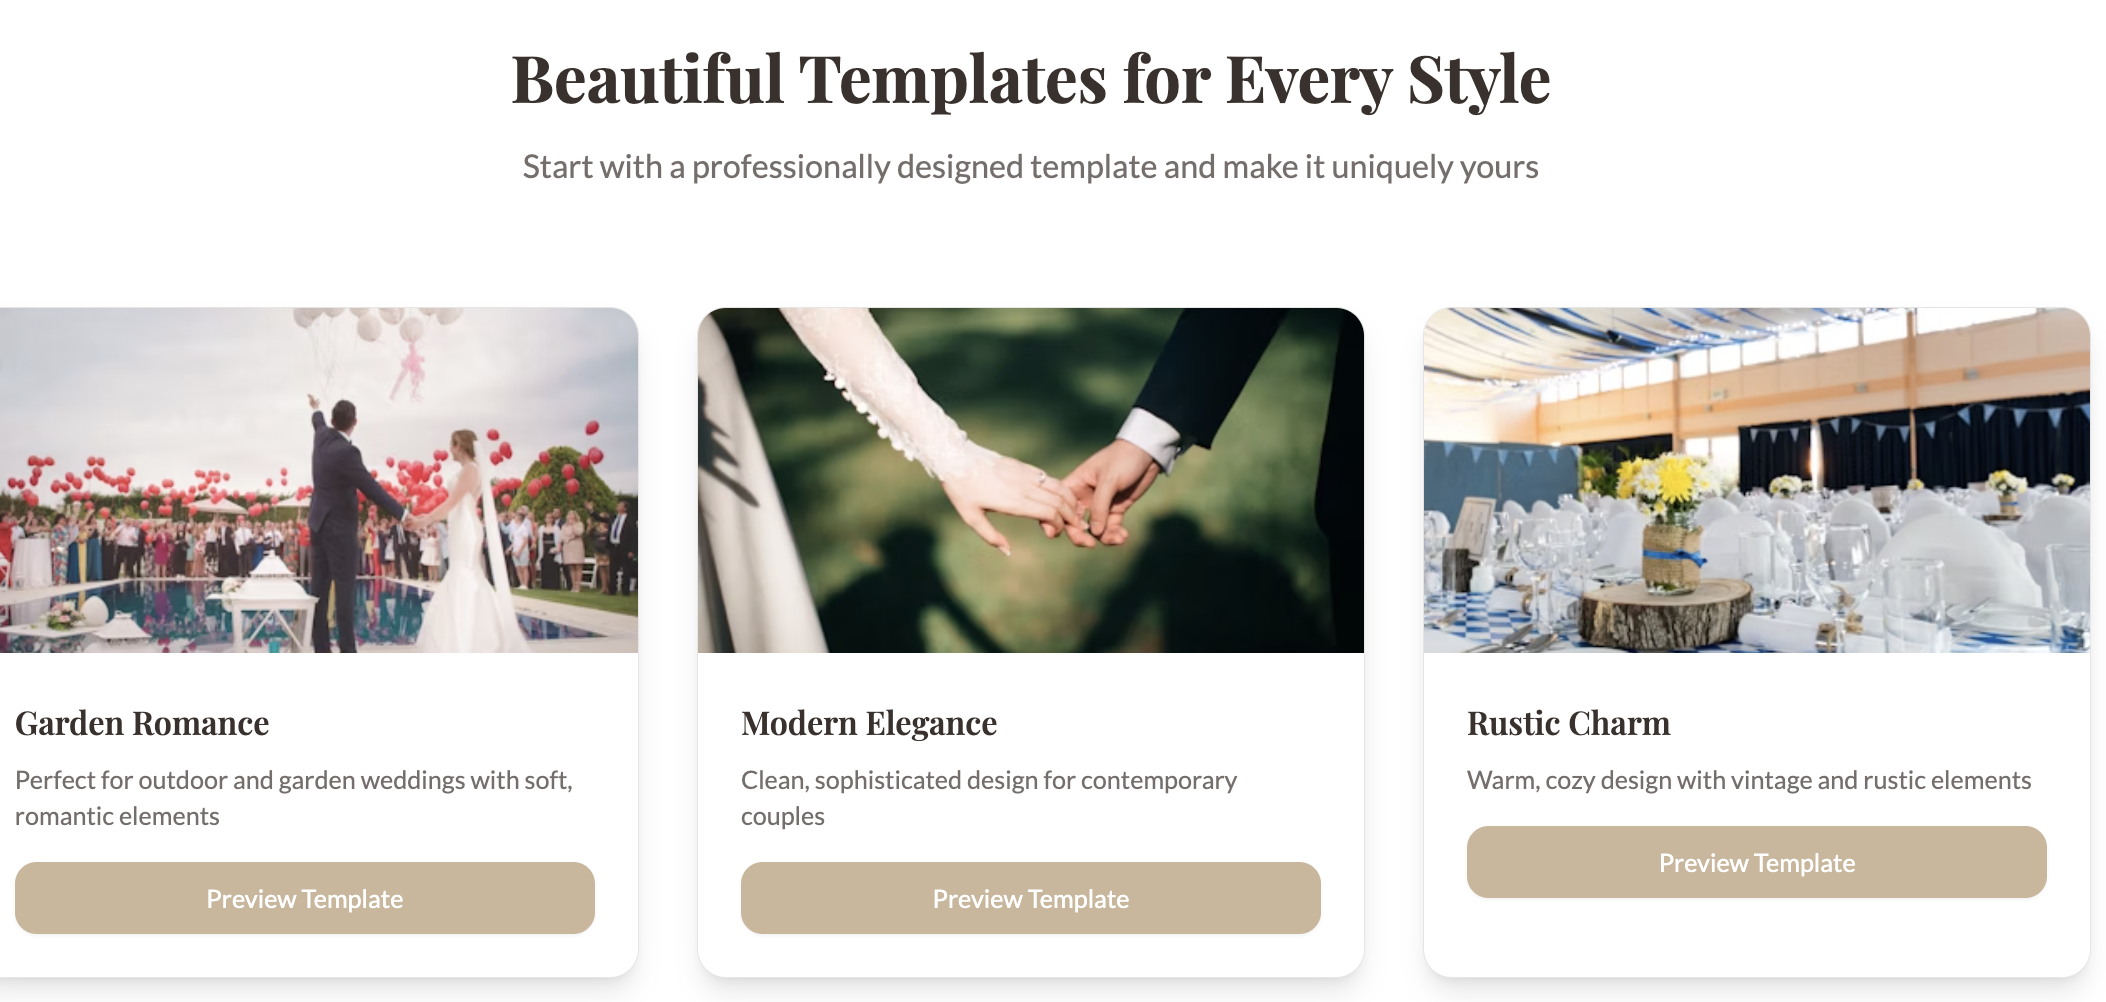 Beautiful Templates for Every Style
Start with a professionally designed template and make it uniquely yours
Garden Romance
Perfect for outdoor and garden weddings with soft,
romantic elements
Preview Template
Modern Elegance
Clean, sophisticated design for contemporary
couples
Preview Template
Rustic Charm
Warm, cozy design with vintage and rustic elements
Preview Template